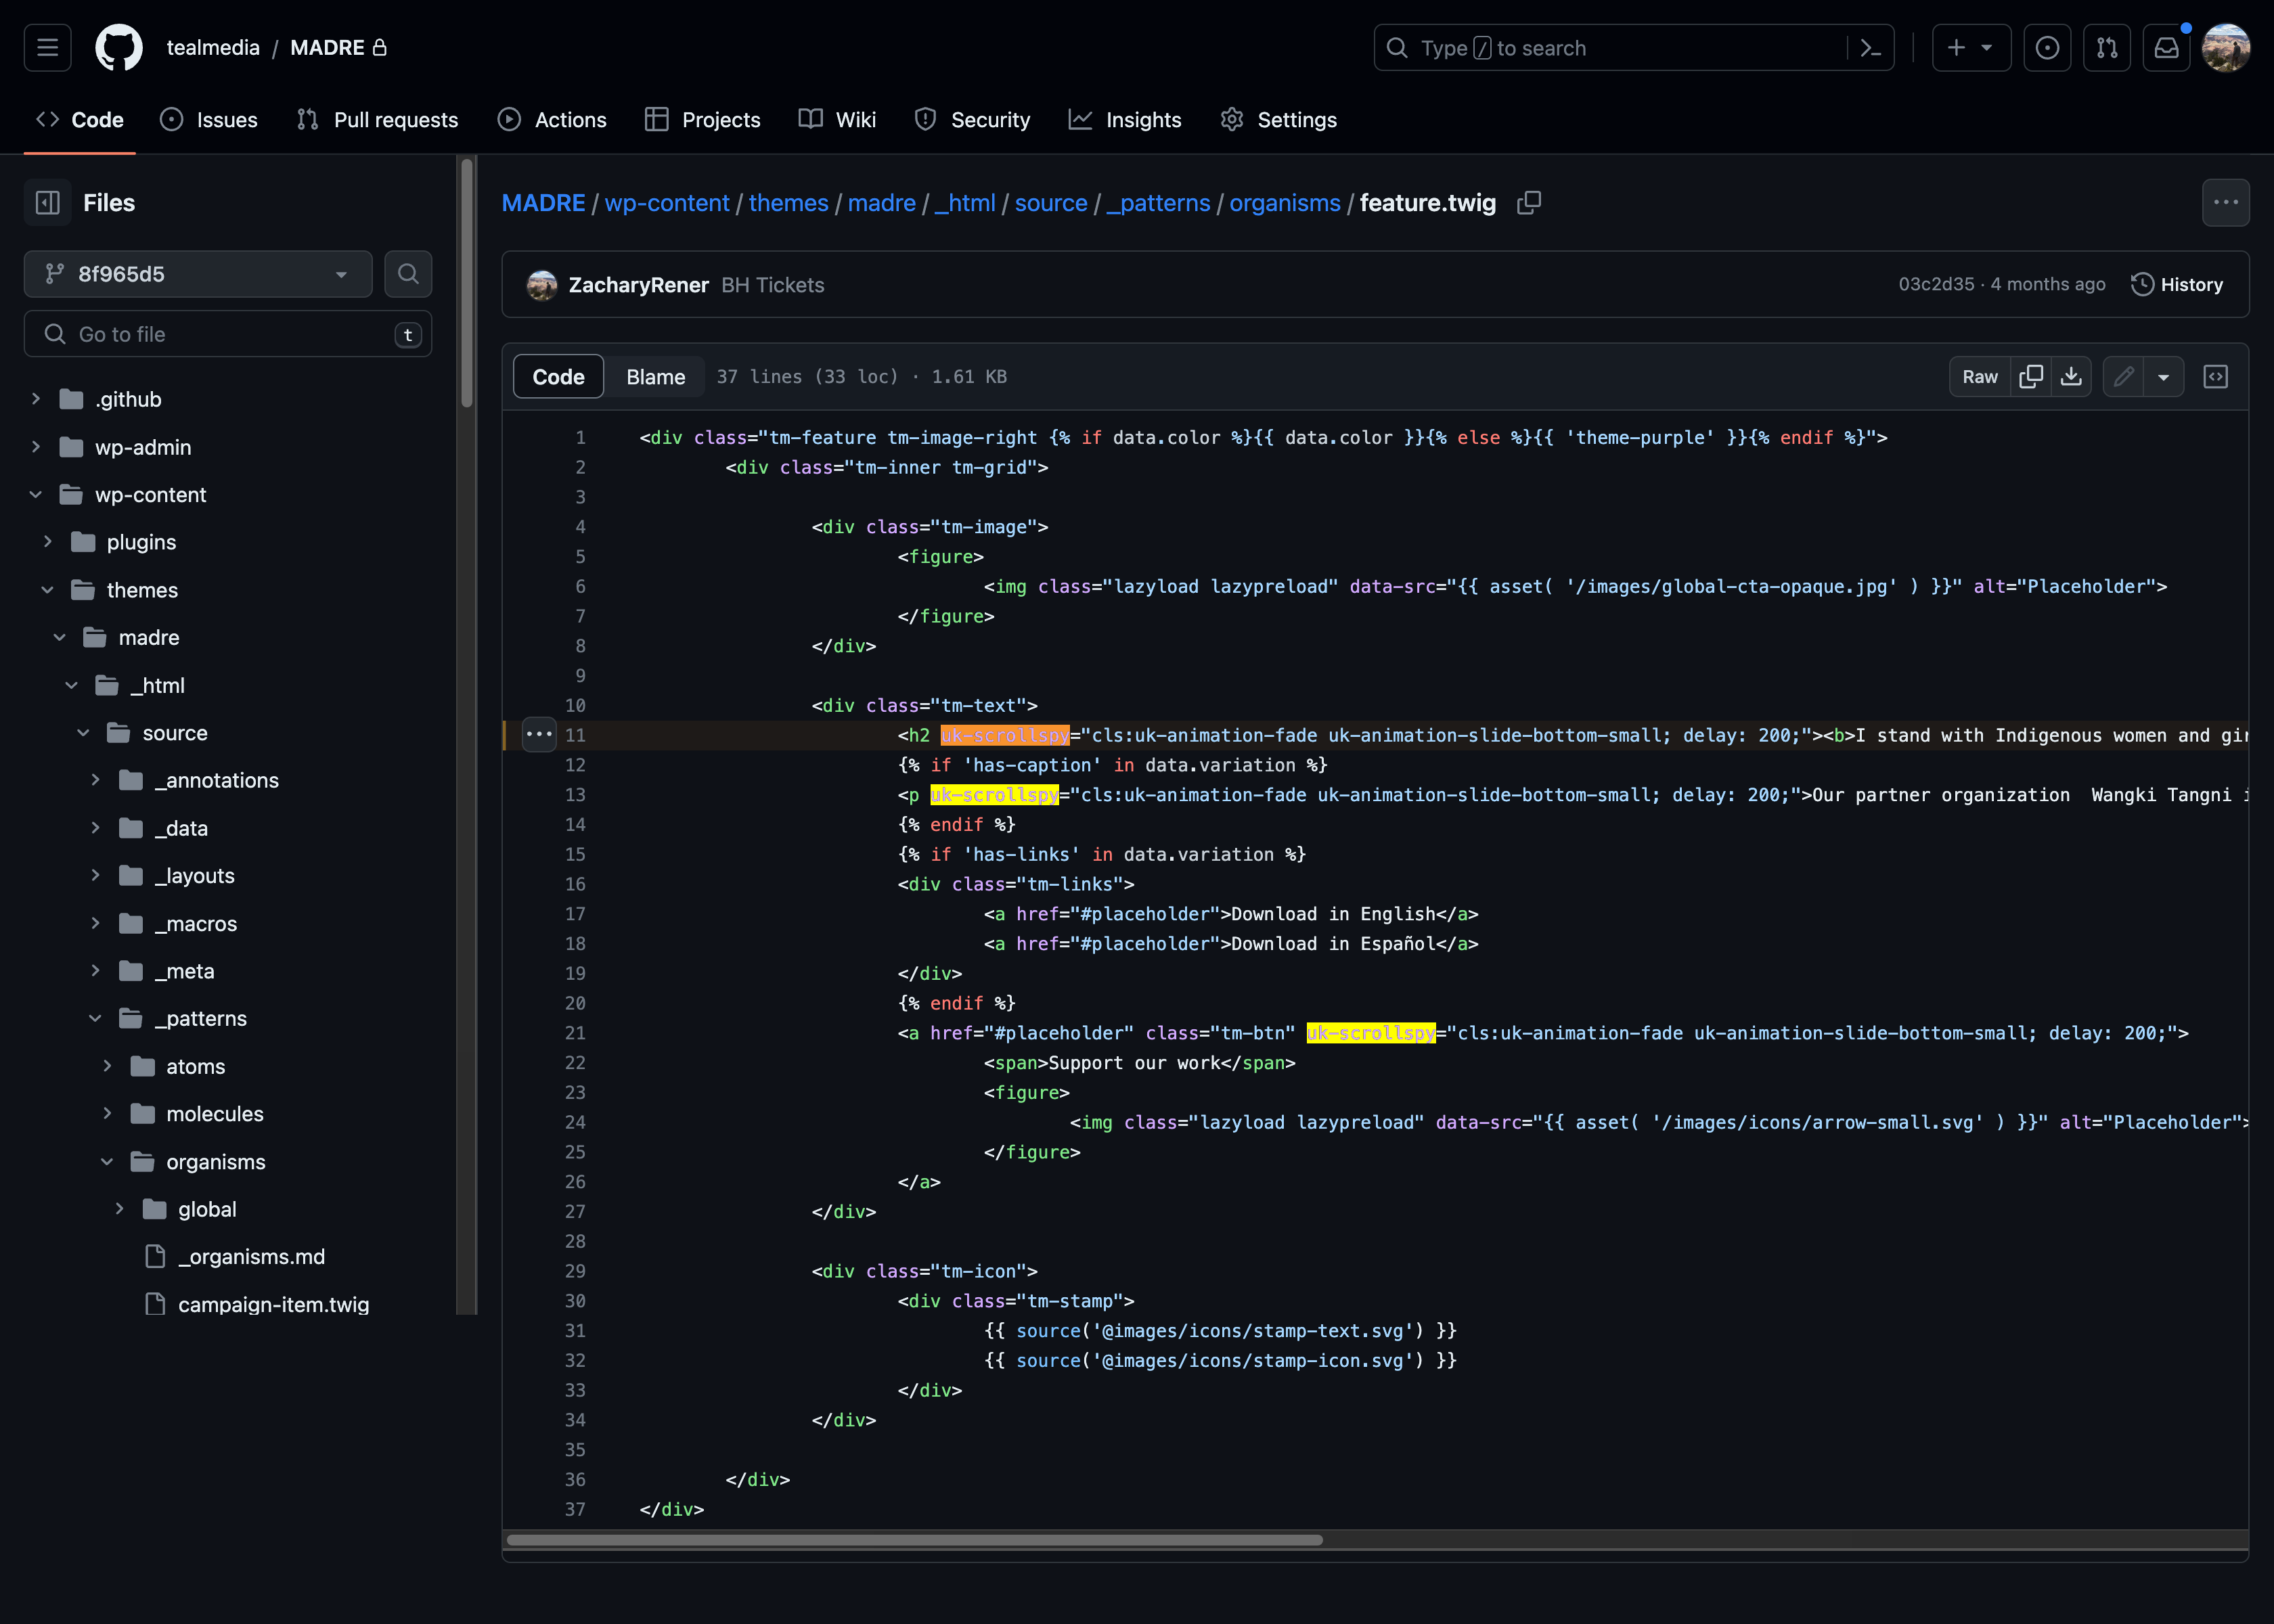 tealmedia / MADRE
Type / to search
Code Issues Pull requests Actions Projects Wiki Security Insights Settings
Files
8f965d5
Go to file t
.github
wp-admin
wp-content
plugins
themes
madre
_html
source
_annotations
_data
_layouts
_macros
_meta
_patterns
atoms
molecules
organisms
global
_organisms.md
campaign-item.twig
MADRE / wp-content / themes / madre / _html / source / _patterns / organisms / feature.twig
ZacharyRener BH Tickets 03c2d35 · 4 months ago History
Code Blame 37 lines (33 loc) · 1.61 KB Raw
1 <div class="tm-feature tm-image-right {% if data.color %}{{ data.color }}{% else %}{{ 'theme-purple' }}{% endif %}">
2 <div class="tm-inner tm-grid">
3
4 <div class="tm-image">
5 <figure>
6 <img class="lazyload lazypreload" data-src="{{ asset( '/images/global-cta-opaque.jpg' ) }}" alt="Placeholder">
7 </figure>
8 </div>
9
10 <div class="tm-text">
11 <h2 uk-scrollspy="cls:uk-animation-fade uk-animation-slide-bottom-small; delay: 200;"><b>I stand with Indigenous women and gir
12 {% if 'has-caption' in data.variation %}
13 <p uk-scrollspy="cls:uk-animation-fade uk-animation-slide-bottom-small; delay: 200;">Our partner organization  Wangki Tangni i
14 {% endif %}
15 {% if 'has-links' in data.variation %}
16 <div class="tm-links">
17 <a href="#placeholder">Download in English</a>
18 <a href="#placeholder">Download in Español</a>
19 </div>
20 {% endif %}
21 <a href="#placeholder" class="tm-btn" uk-scrollspy="cls:uk-animation-fade uk-animation-slide-bottom-small; delay: 200;">
22 <span>Support our work</span>
23 <figure>
24 <img class="lazyload lazypreload" data-src="{{ asset( '/images/icons/arrow-small.svg' ) }}" alt="Placeholder">
25 </figure>
26 </a>
27 </div>
28
29 <div class="tm-icon">
30 <div class="tm-stamp">
31 {{ source('@images/icons/stamp-text.svg') }}
32 {{ source('@images/icons/stamp-icon.svg') }}
33 </div>
34 </div>
35
36 </div>
37 </div>